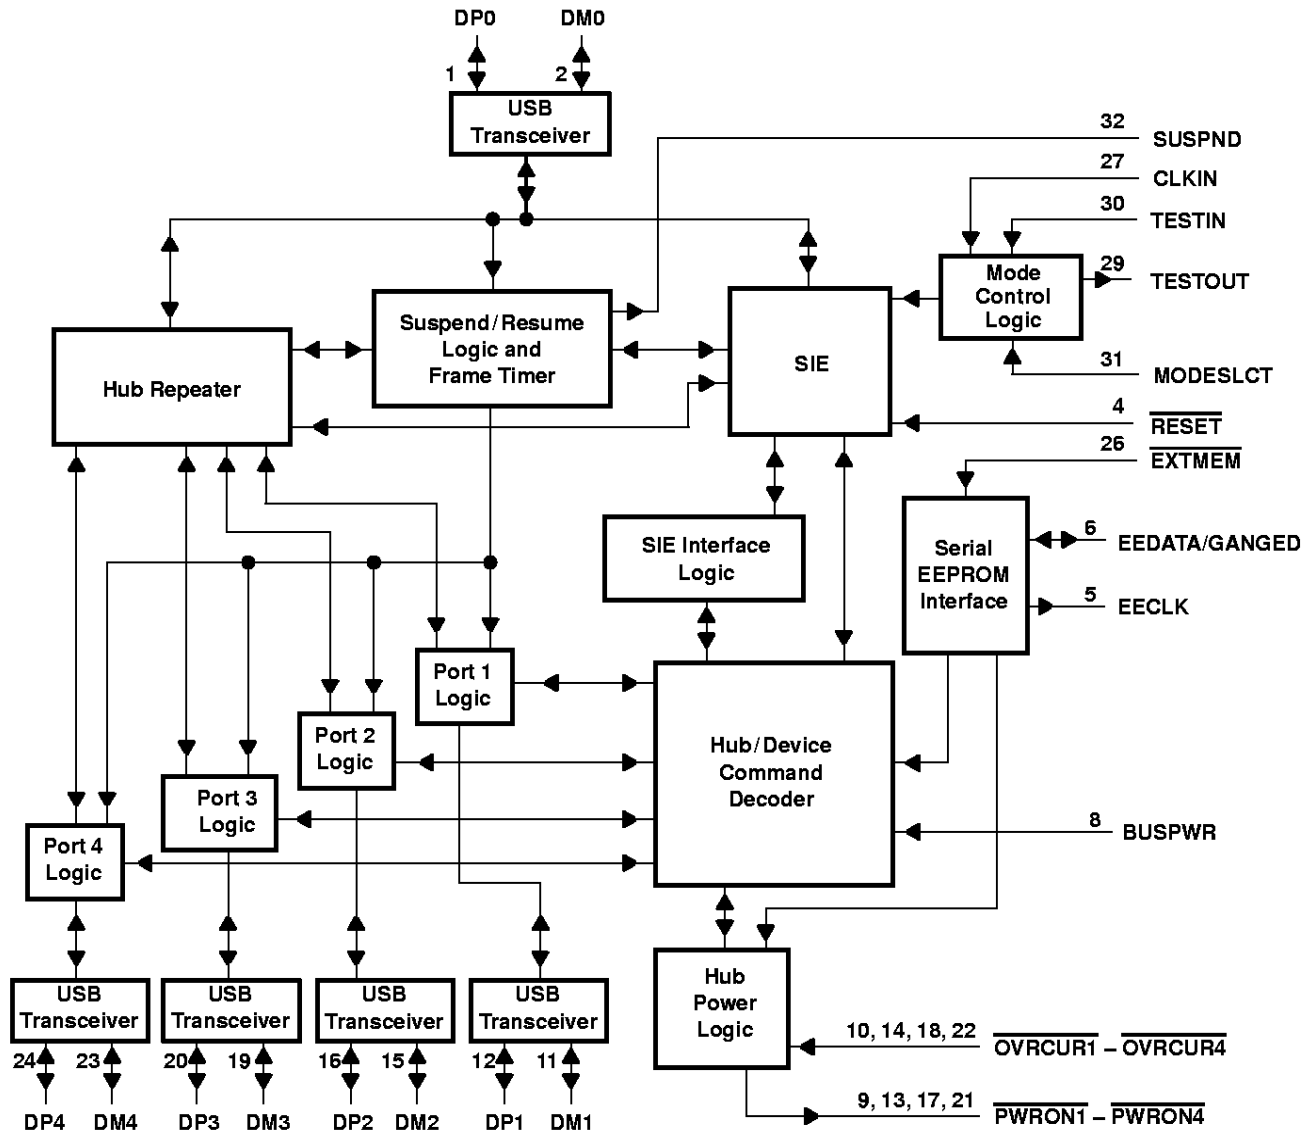 DP0 DM0
1 2
USB
Transceiver
32
SUSPND
27
CLKIN
30
TESTIN
29
TESTOUT
Mode
Control
Logic
31
MODESLCT
Suspend/Resume
Logic and
Frame Timer
Hub Repeater
SIE
4
RESET
26
EXTMEM
6
EEDATA/GANGED
5
EECLK
Serial
EEPROM
Interface
SIE Interface
Logic
Port 1
Logic
Port 2
Logic
Port 3
Logic
Port 4
Logic
Hub/Device
Command
Decoder
8
BUSPWR
Hub
Power
Logic
10, 14, 18, 22
OVRCUR1 – OVRCUR4
9, 13, 17, 21
PWRON1 – PWRON4
USB
Transceiver
USB
Transceiver
USB
Transceiver
USB
Transceiver
24 23 20 19 16 15 12 11
DP4 DM4 DP3 DM3 DP2 DM2 DP1 DM1